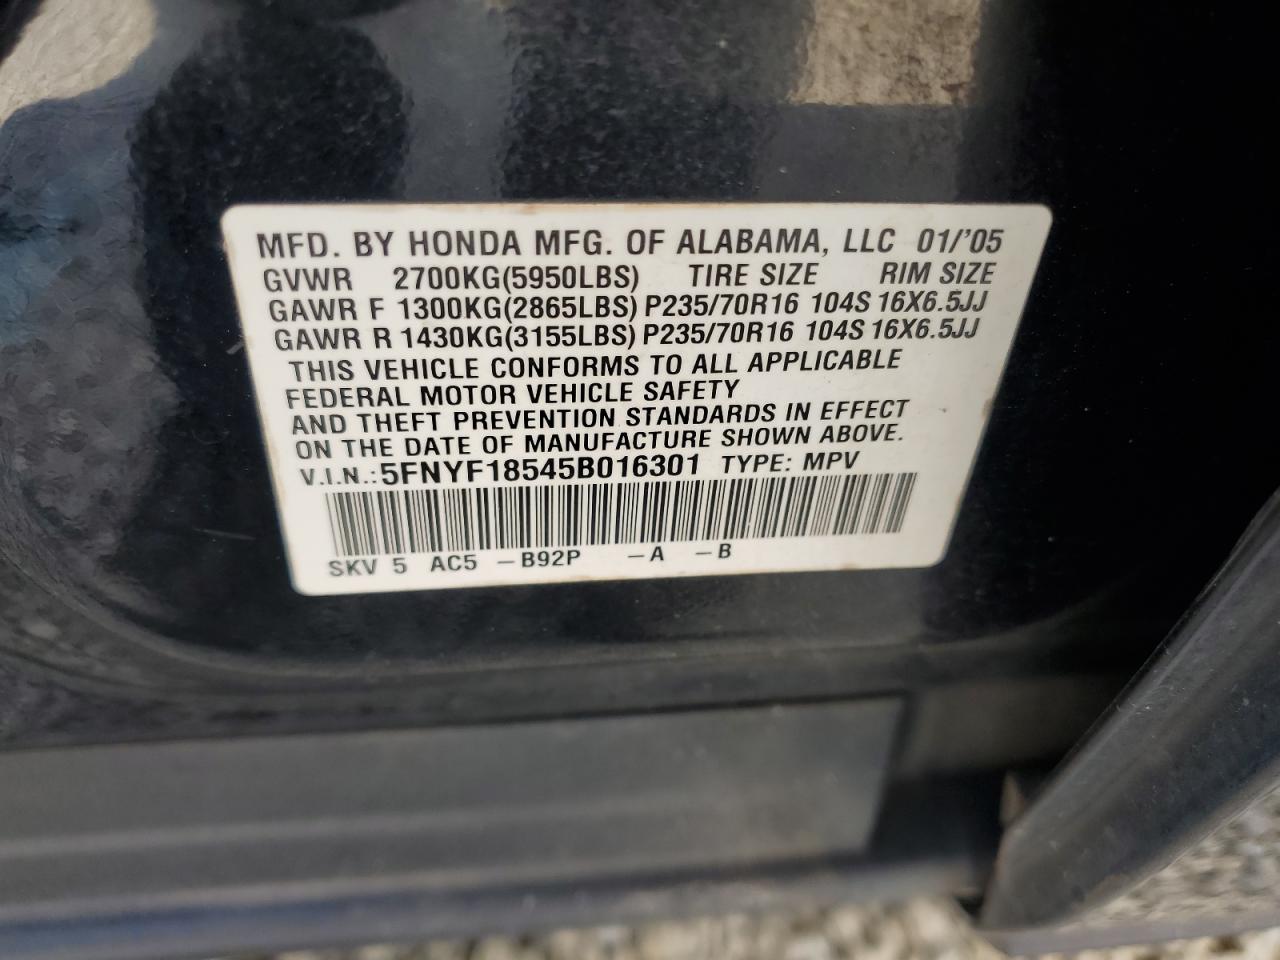 MFD. BY HONDA MFG. OF ALABAMA, LLC 01/'05
GVWR 2700KG(5950LBS) TIRE SIZE RIM SIZE
GAWR F 1300KG(2865LBS) P235/70R16 104S 16X6.5JJ
GAWR R 1430KG(3155LBS) P235/70R16 104S 16X6.5JJ
THIS VEHICLE CONFORMS TO ALL APPLICABLE
FEDERAL MOTOR VEHICLE SAFETY
AND THEFT PREVENTION STANDARDS IN EFFECT
ON THE DATE OF MANUFACTURE SHOWN ABOVE.
V.I.N.: 5FNYF18545B016301 TYPE: MPV
SKV 5 AC5 -B92P -A -B